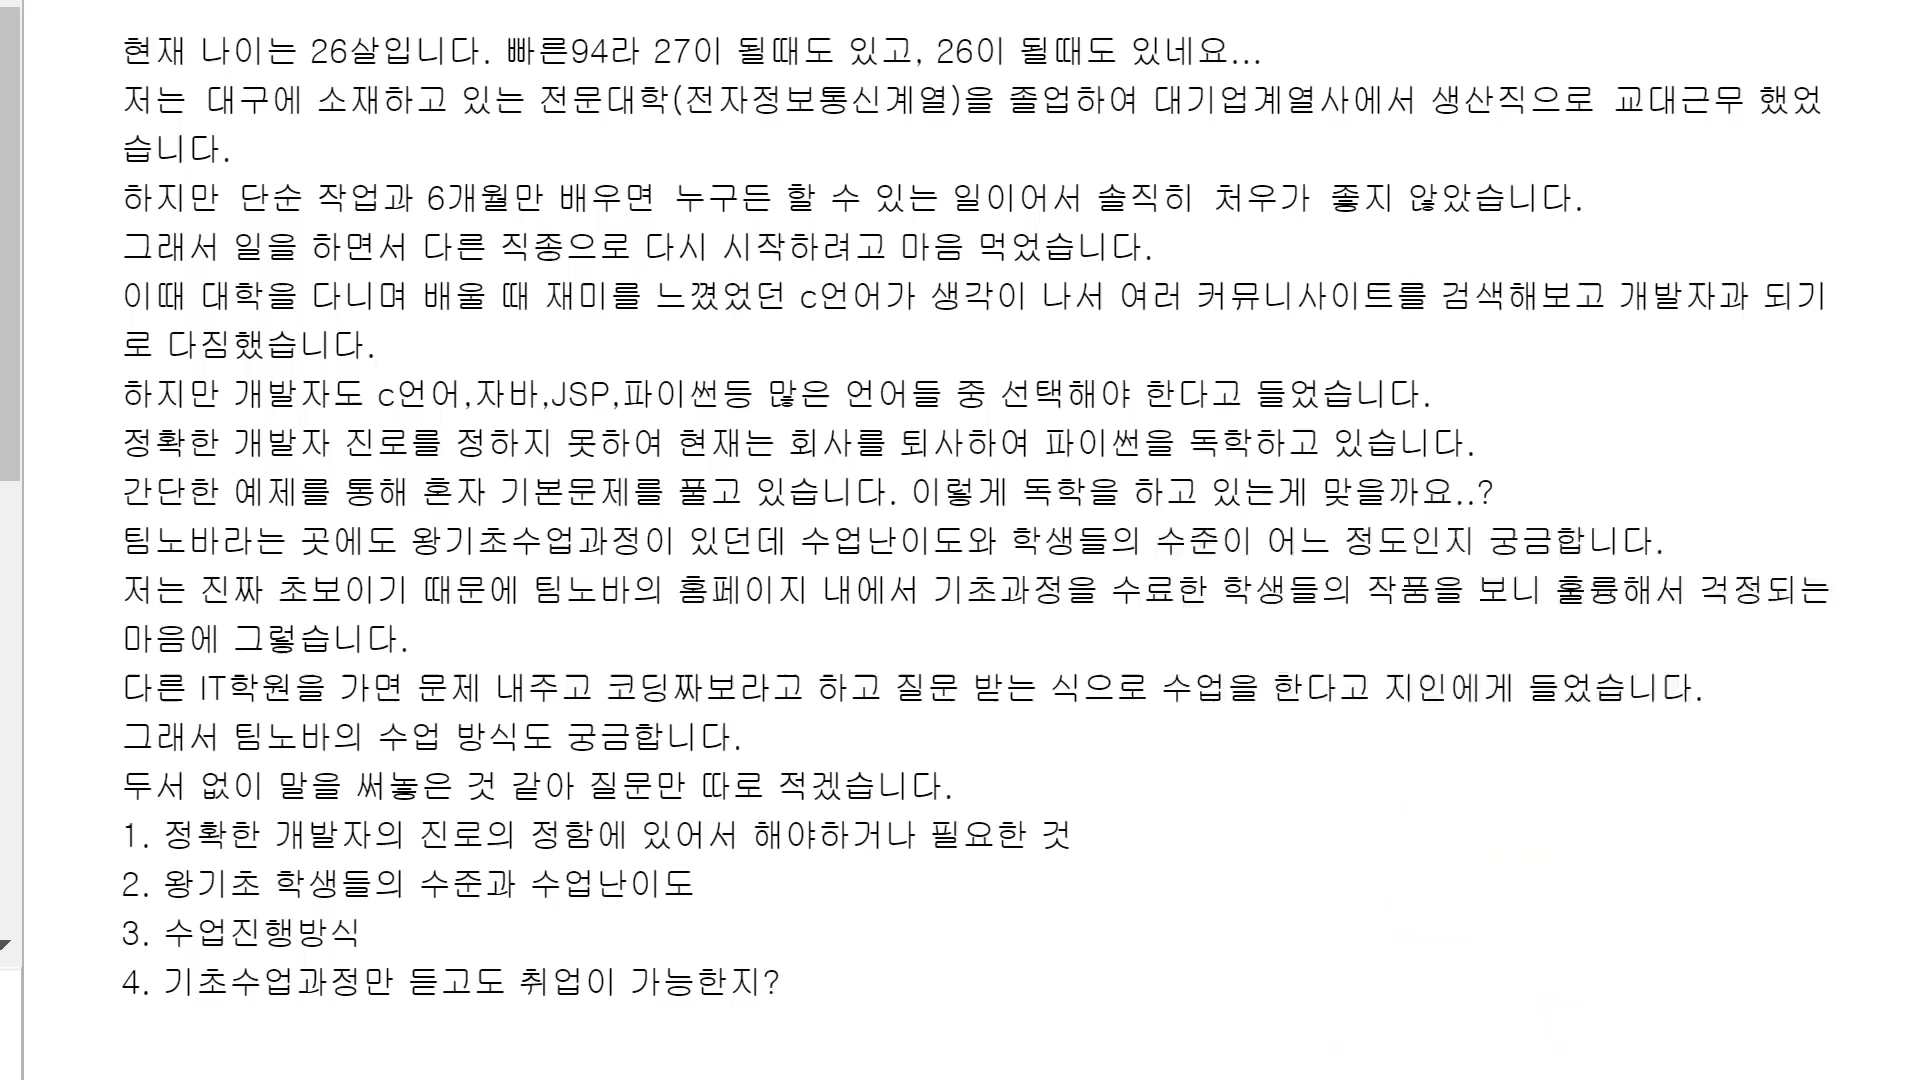 현재 나이는 26살입니다. 빠른94라 27이 될때도 있고, 26이 될때도 있네요...
저는 대구에 소재하고 있는 전문대학(전자정보통신계열)을 졸업하여 대기업계열사에서 생산직으로 교대근무 했었
습니다.
하지만 단순 작업과 6개월만 배우면 누구든 할 수 있는 일이어서 솔직히 처우가 좋지 않았습니다.
그래서 일을 하면서 다른 직종으로 다시 시작하려고 마음 먹었습니다.
이때 대학을 다니며 배울 때 재미를 느꼈었던 c언어가 생각이 나서 여러 커뮤니사이트를 검색해보고 개발자과 되기
로 다짐했습니다.
하지만 개발자도 c언어,자바,JSP,파이썬등 많은 언어들 중 선택해야 한다고 들었습니다.
정확한 개발자 진로를 정하지 못하여 현재는 회사를 퇴사하여 파이썬을 독학하고 있습니다.
간단한 예제를 통해 혼자 기본문제를 풀고 있습니다. 이렇게 독학을 하고 있는게 맞을까요..?
팀노바라는 곳에도 왕기초수업과정이 있던데 수업난이도와 학생들의 수준이 어느 정도인지 궁금합니다.
저는 진짜 초보이기 때문에 팀노바의 홈페이지 내에서 기초과정을 수료한 학생들의 작품을 보니 훌륭해서 걱정되는
마음에 그렇습니다.
다른 IT학원을 가면 문제 내주고 코딩짜보라고 하고 질문 받는 식으로 수업을 한다고 지인에게 들었습니다.
그래서 팀노바의 수업 방식도 궁금합니다.
두서 없이 말을 써놓은 것 같아 질문만 따로 적겠습니다.
1. 정확한 개발자의 진로의 정함에 있어서 해야하거나 필요한 것
2. 왕기초 학생들의 수준과 수업난이도
3. 수업진행방식
4. 기초수업과정만 듣고도 취업이 가능한지?